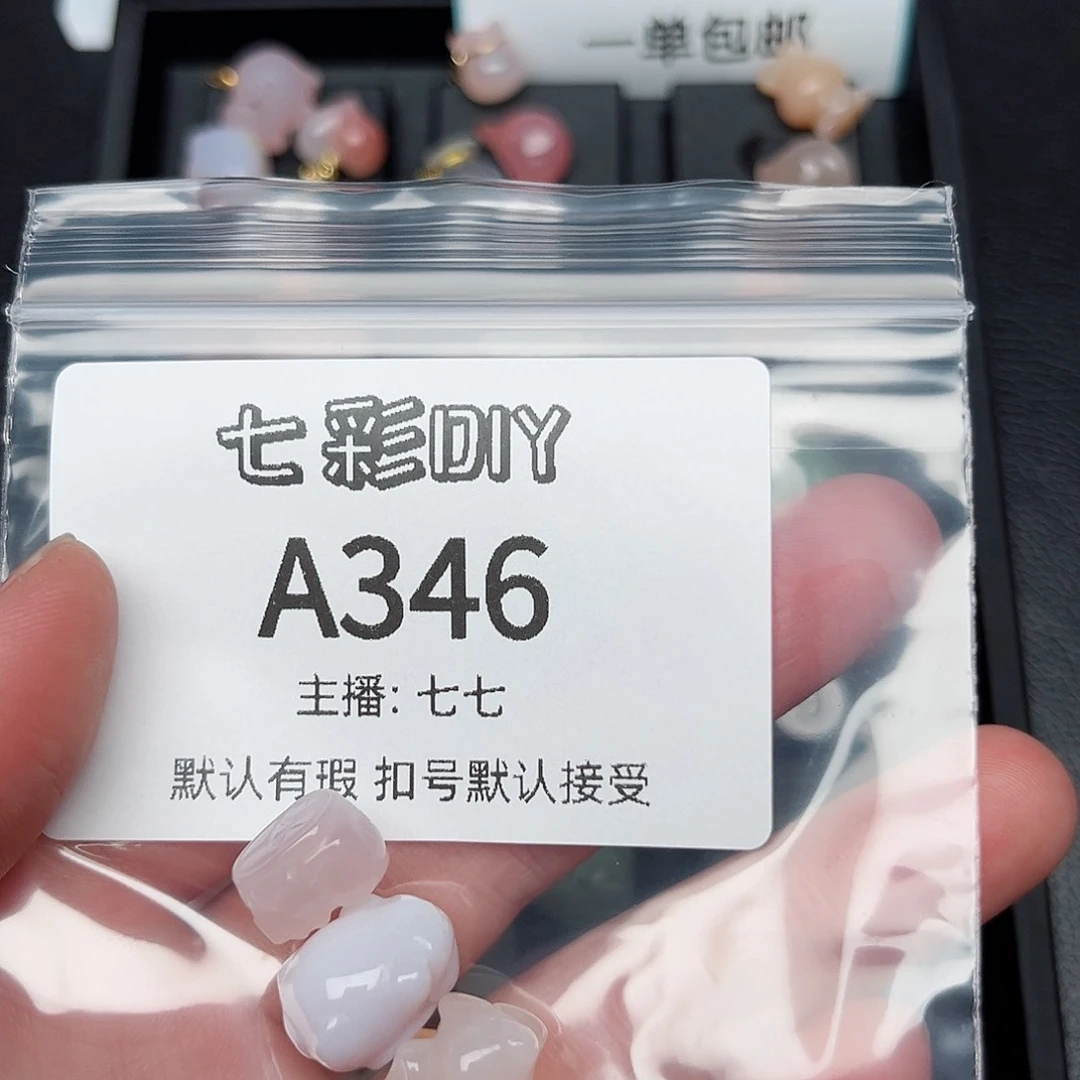 一单包邮
七彩DIY
A346
主播: 七七
默认有瑕 扣号默认接受